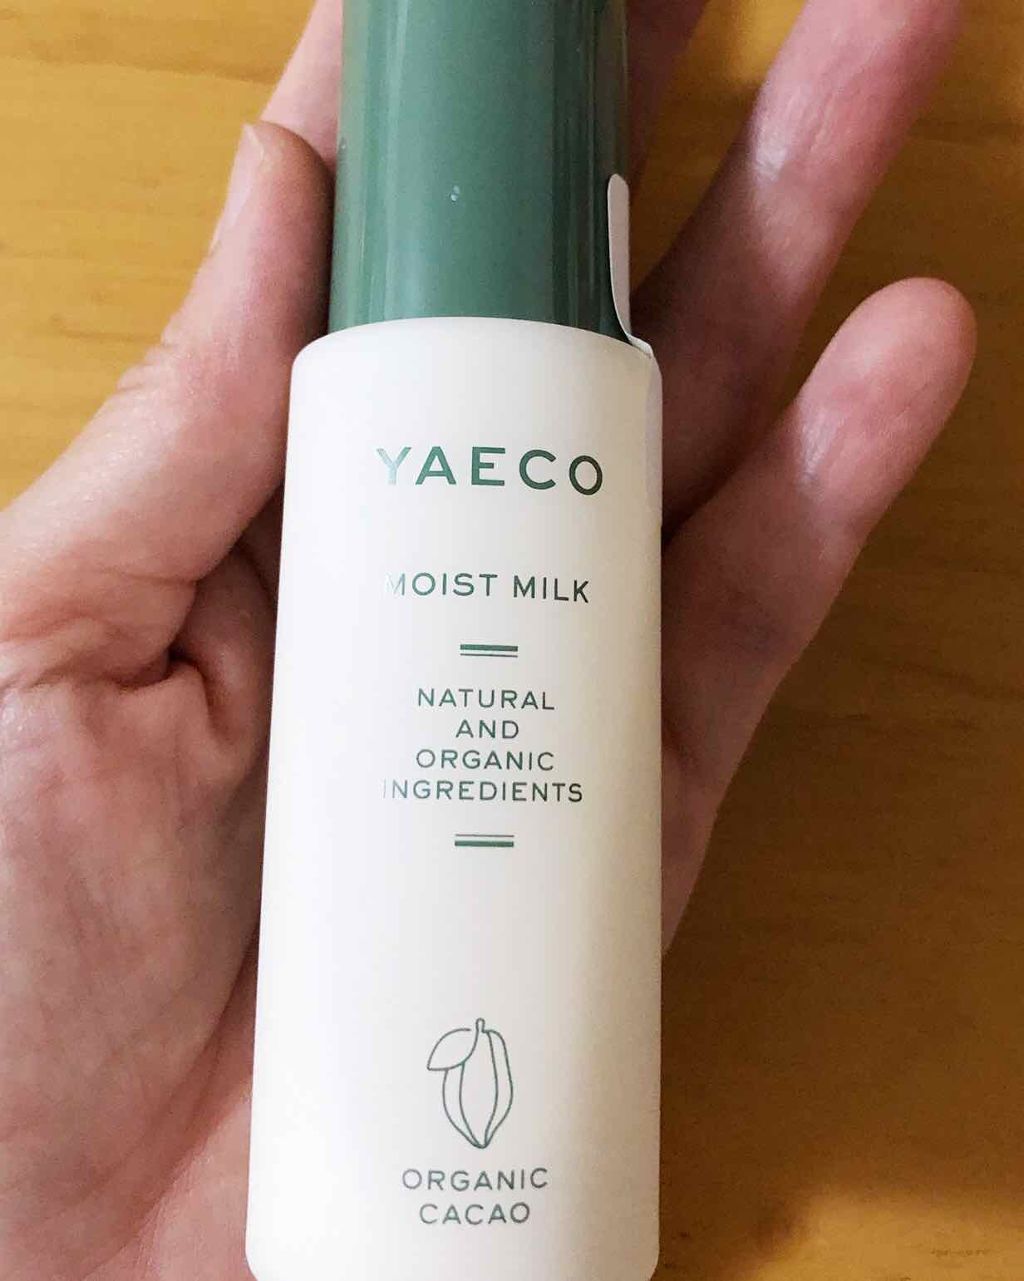 YAECO
MOIST MILK
NATURAL
AND
ORGANIC
INGREDIENTS
ORGANIC
CACAO